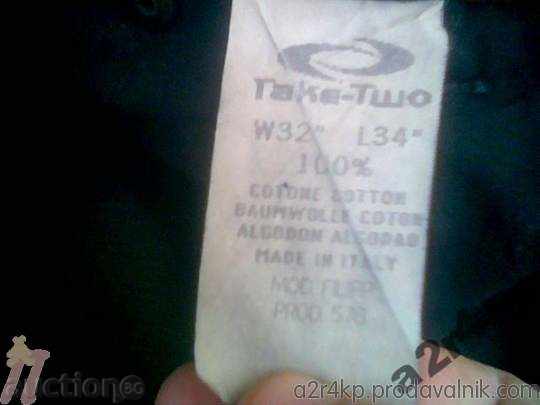 Take-Two
W32" L34"
100%
COTONE COTTON
BAUMWOLLE COTON
ALGODON ALGODAO
MADE IN ITALY
MOD. FILIPP
PROD. 578
a2r4kp.prodavalnik.com